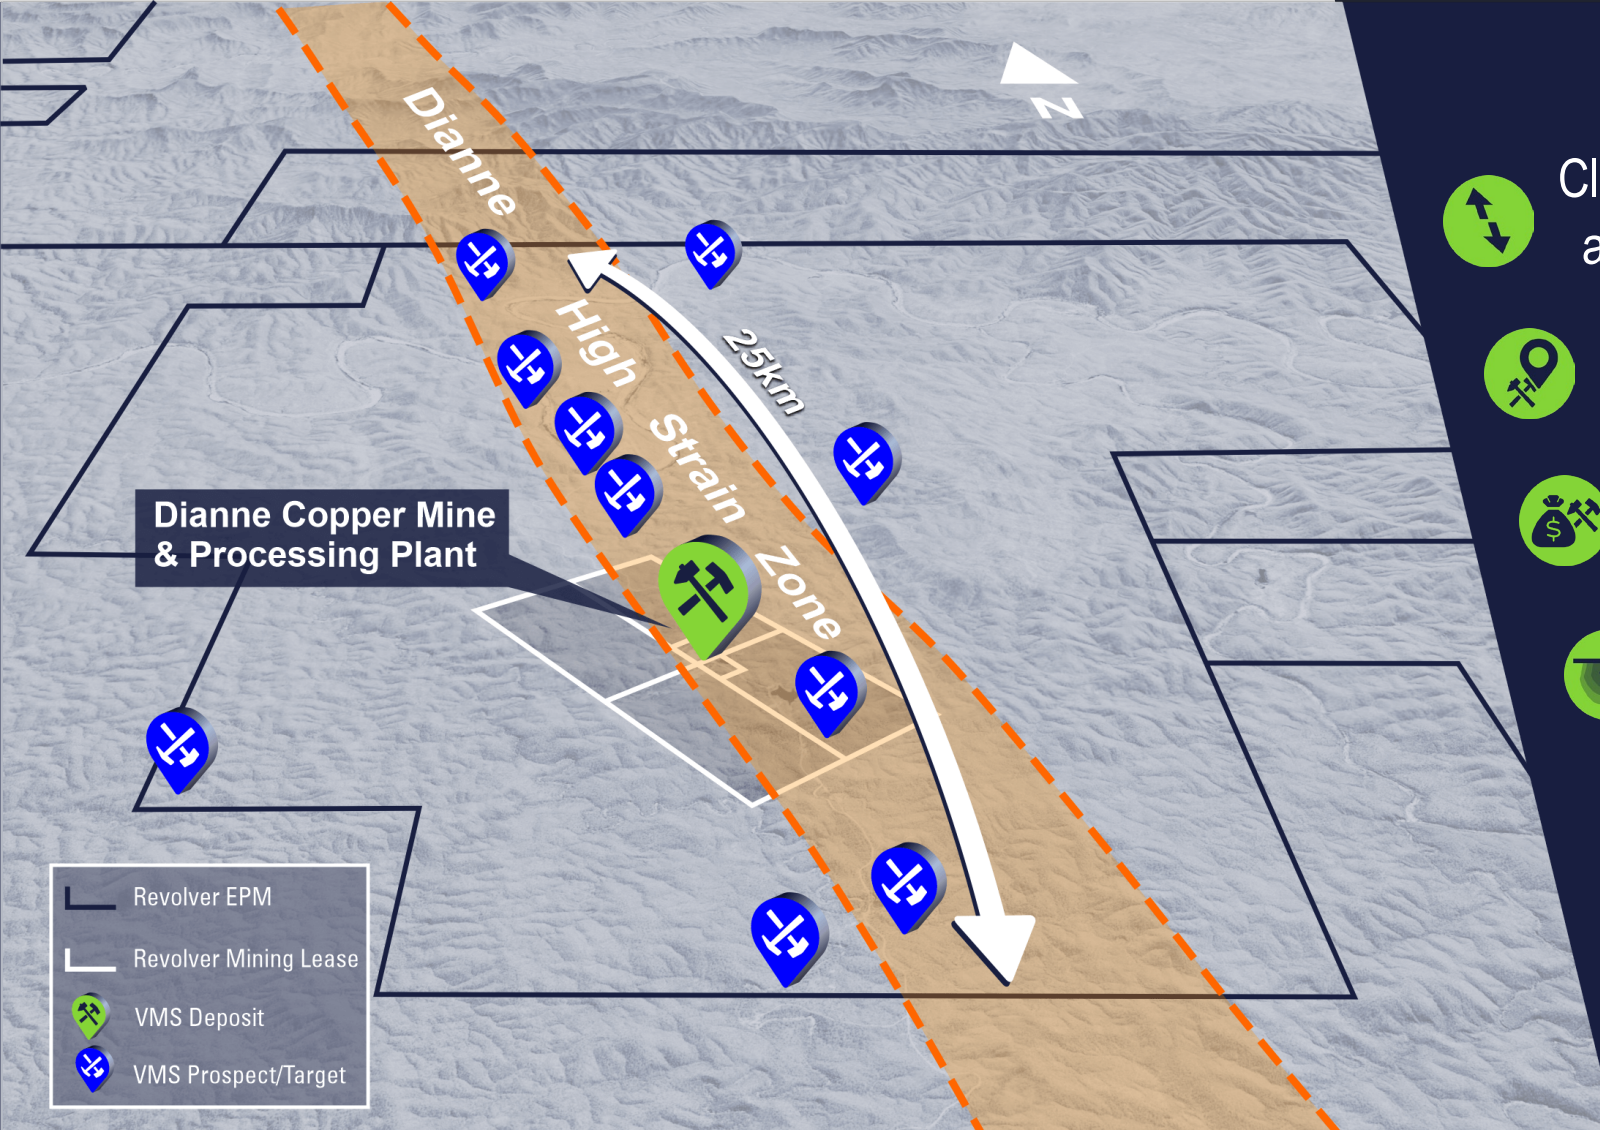 N
Dianne
High
Strain
Zone
25km
Dianne Copper Mine
& Processing Plant
Cl
a
$
Revolver EPM
Revolver Mining Lease
VMS Deposit
VMS Prospect/Target